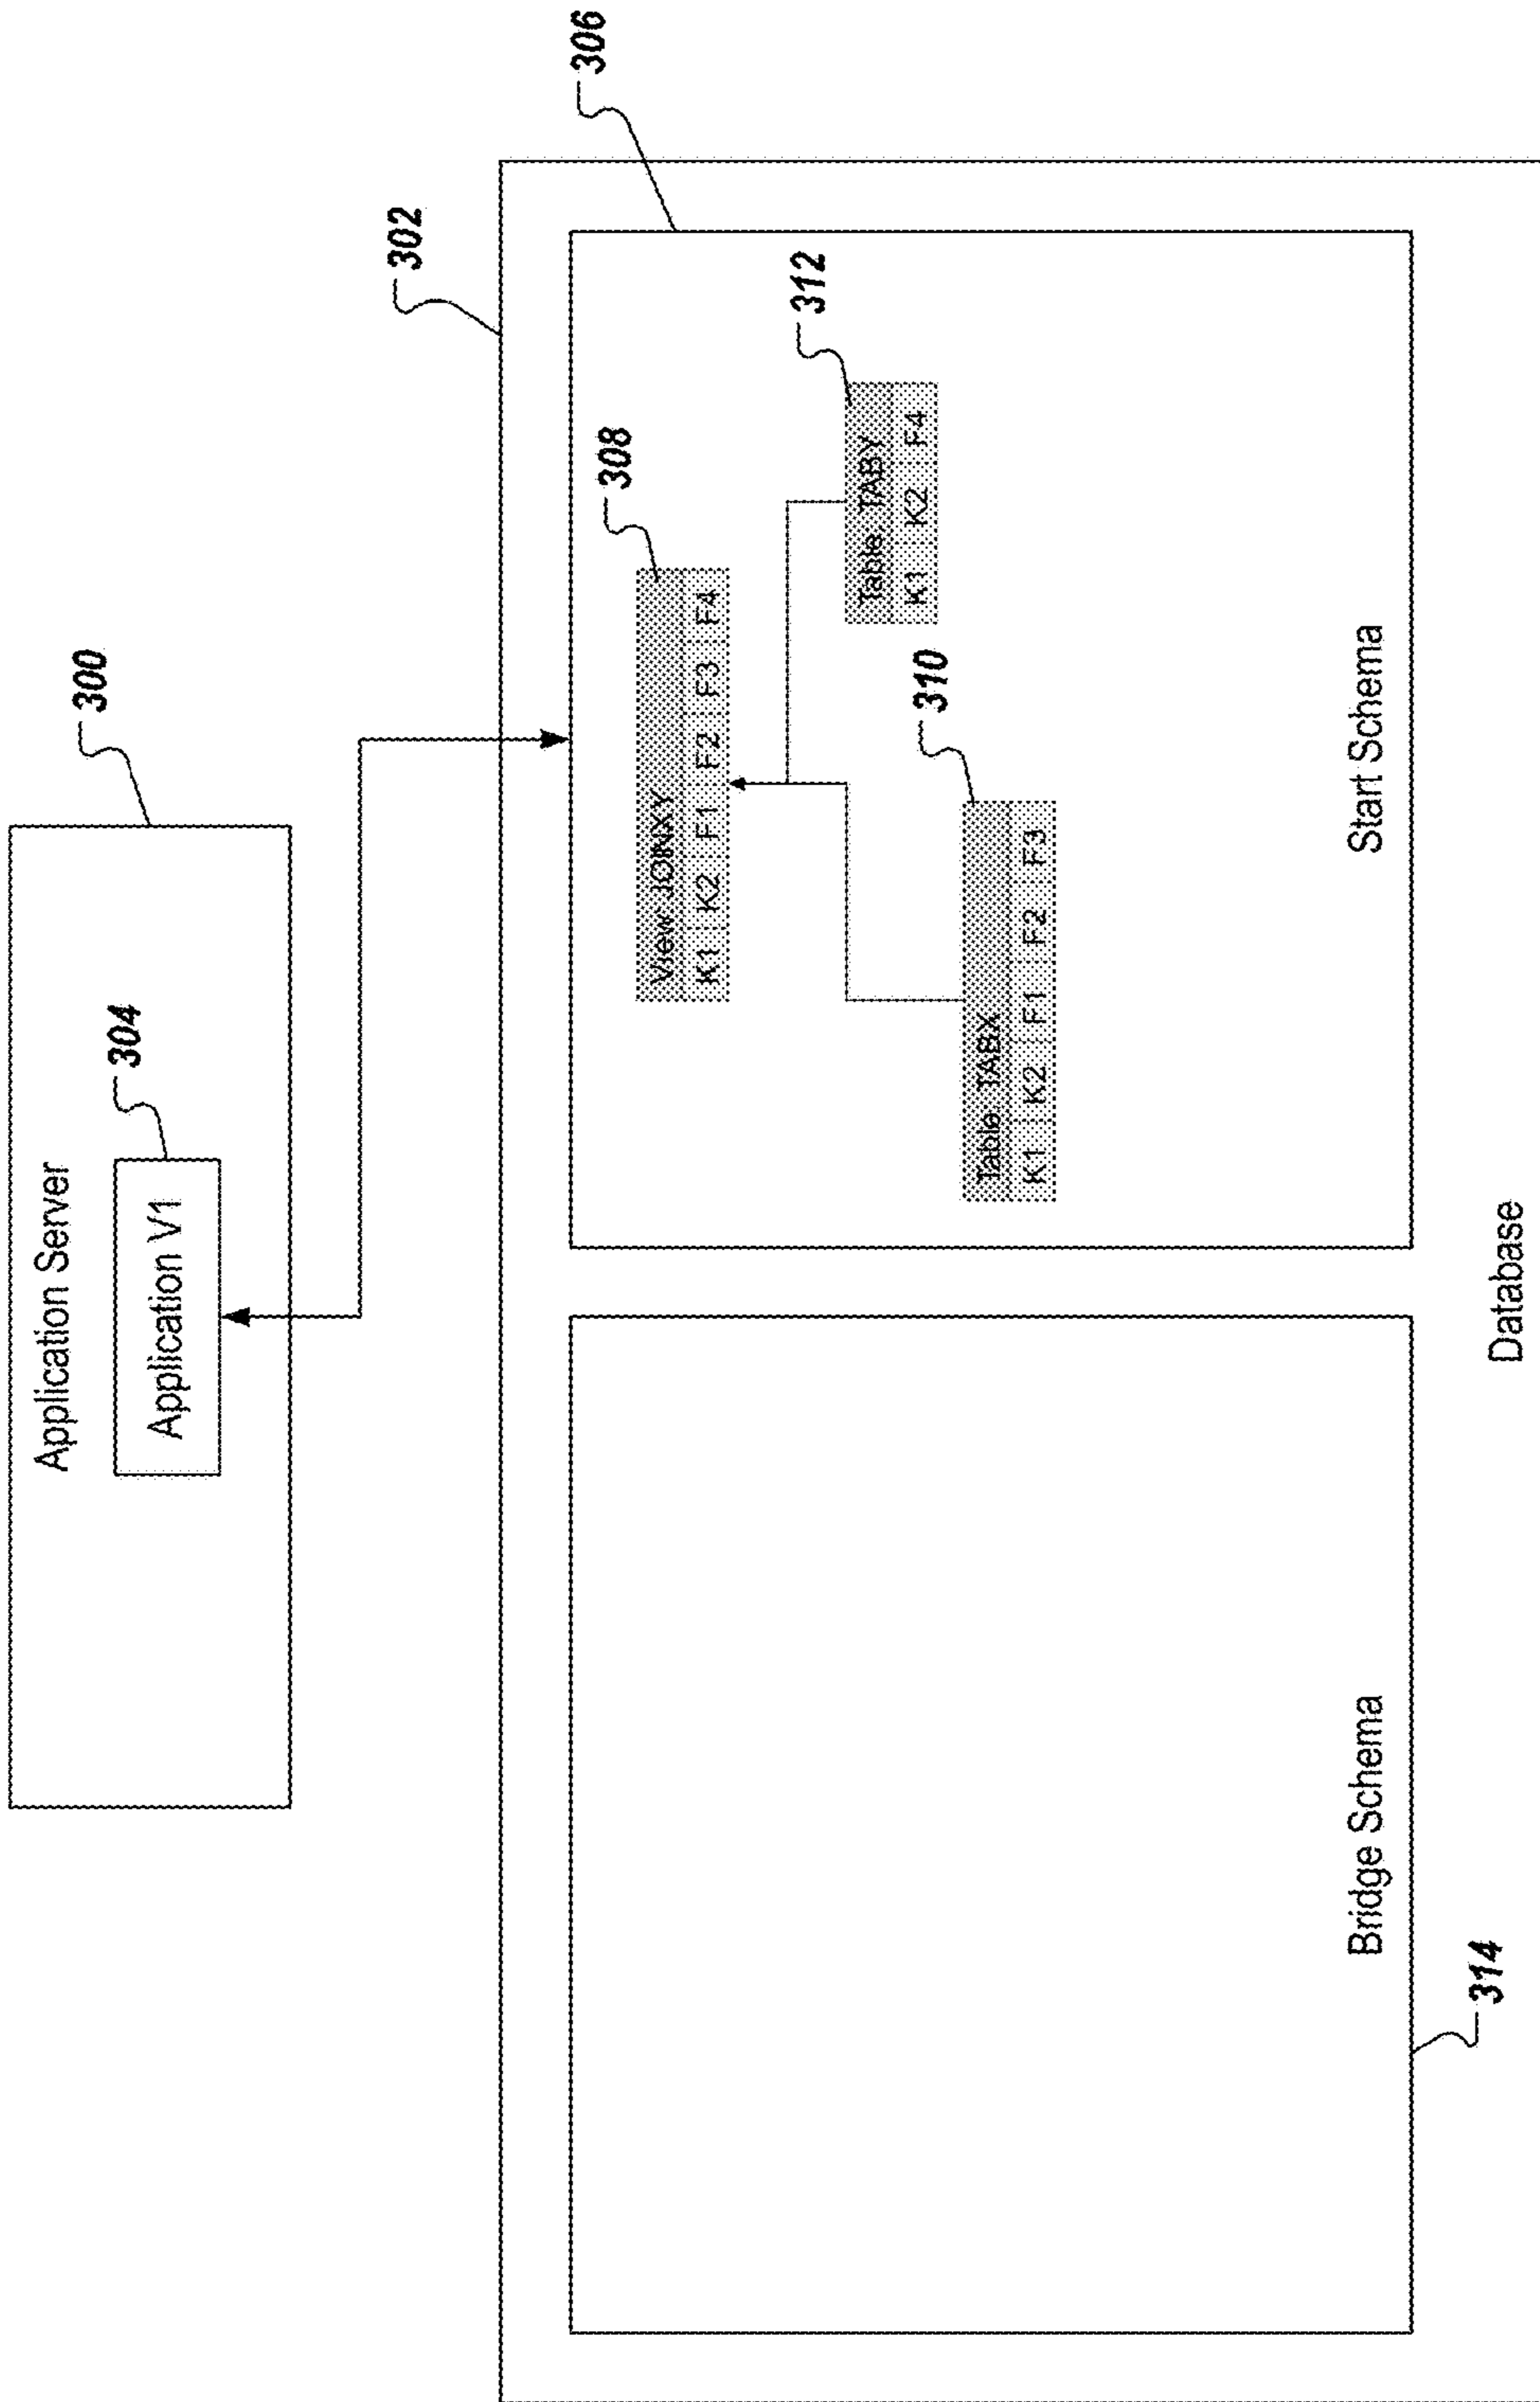 Application Server
300
304
Application V1
302
306
308
View JOINXY
K1 K2 F1 F2 F3 F4
312
Table TABY
K1 K2 F4
310
Table TABX
K1 K2 F1 F2 F3
Bridge Schema
Start Schema
314
Database